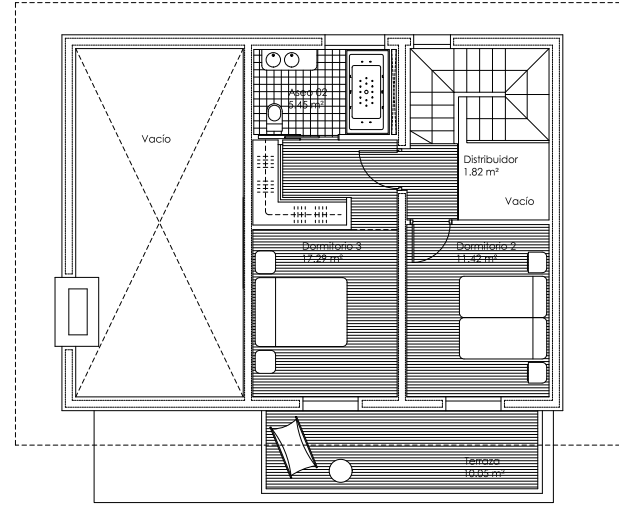 Aseo 02
5.45 m²
Vacío
Distribuidor
1.82 m²
Vacío
Dormitorio 3
17.29 m²
Dormitorio 2
11.42 m²
Terraza
10.05 m²